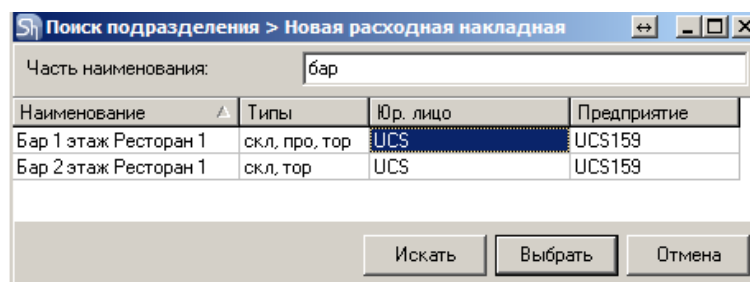 Sh Поиск подразделения > Новая расходная накладная
Часть наименования: бар
Наименование Типы Юр. лицо Предприятие
Бар 1 этаж Ресторан 1 скл, про, тор UCS UCS159
Бар 2 этаж Ресторан 1 скл, тор UCS UCS159
Искать Выбрать Отмена